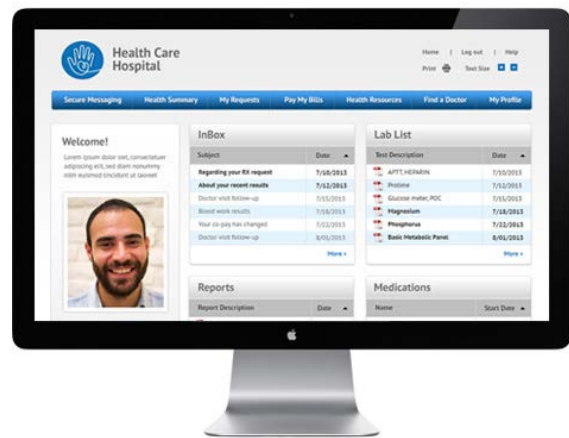 Health Care
Hospital
Home | Log out | Help
Print Text Size
Secure Messaging Health Summary My Requests Pay My Bills Health Resources Find a Doctor My Profile
Welcome!
Lorem ipsum dolor siet, consectetuer
adipiscing elit, sed diam nonummy
nibh euismod tincidunt ut laoreet
InBox
Subject Date
Regarding your RX request 7/10/2013
About your recent results 7/12/2013
Doctor visit follow-up 7/15/2013
Blood work results 7/18/2013
Your co-pay has changed 7/22/2013
Doctor visit follow-up 8/01/2013
More
Lab List
Test Description Date
APTT, HEPARIN 7/10/2013
Protime 7/12/2013
Glucose meter, POC 7/15/2013
Magnesium 7/18/2013
Phosphorus 7/22/2013
Basic Metabolic Panel 8/01/2013
More
Reports
Report Description Date
Medications
Name Start Date